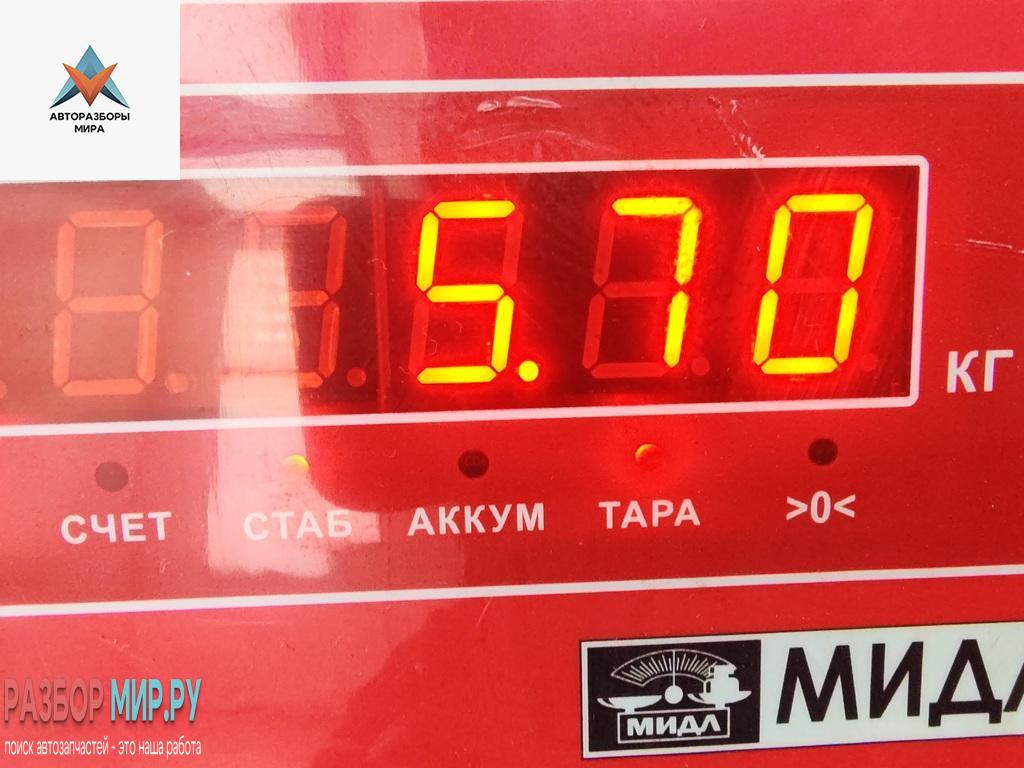 АВТОРАЗБОРЫ
МИРА
5.70
КГ
СЧЕТ СТАБ АККУМ ТАРА >0<
МИДЛ
МИДЛ
РАЗБОР МИР.РУ
поиск автозапчастей - это наша работа